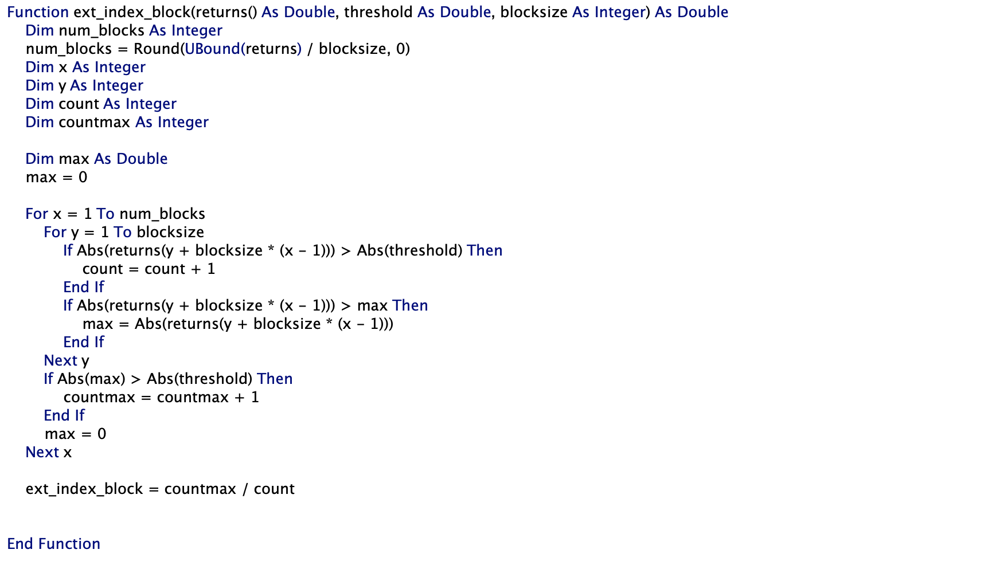 Function ext_index_block(returns() As Double, threshold As Double, blocksize As Integer) As Double
Dim num_blocks As Integer
num_blocks = Round(UBound(returns) / blocksize, 0)
Dim x As Integer
Dim y As Integer
Dim count As Integer
Dim countmax As Integer
Dim max As Double
max = 0
For x = 1 To num_blocks
For y = 1 To blocksize
If Abs(returns(y + blocksize * (x – 1))) > Abs(threshold) Then
count = count + 1
End If
If Abs(returns(y + blocksize * (x – 1))) > max Then
max = Abs(returns(y + blocksize * (x – 1)))
End If
Next y
If Abs(max) > Abs(threshold) Then
countmax = countmax + 1
End If
max = 0
Next x
ext_index_block = countmax / count
End Function